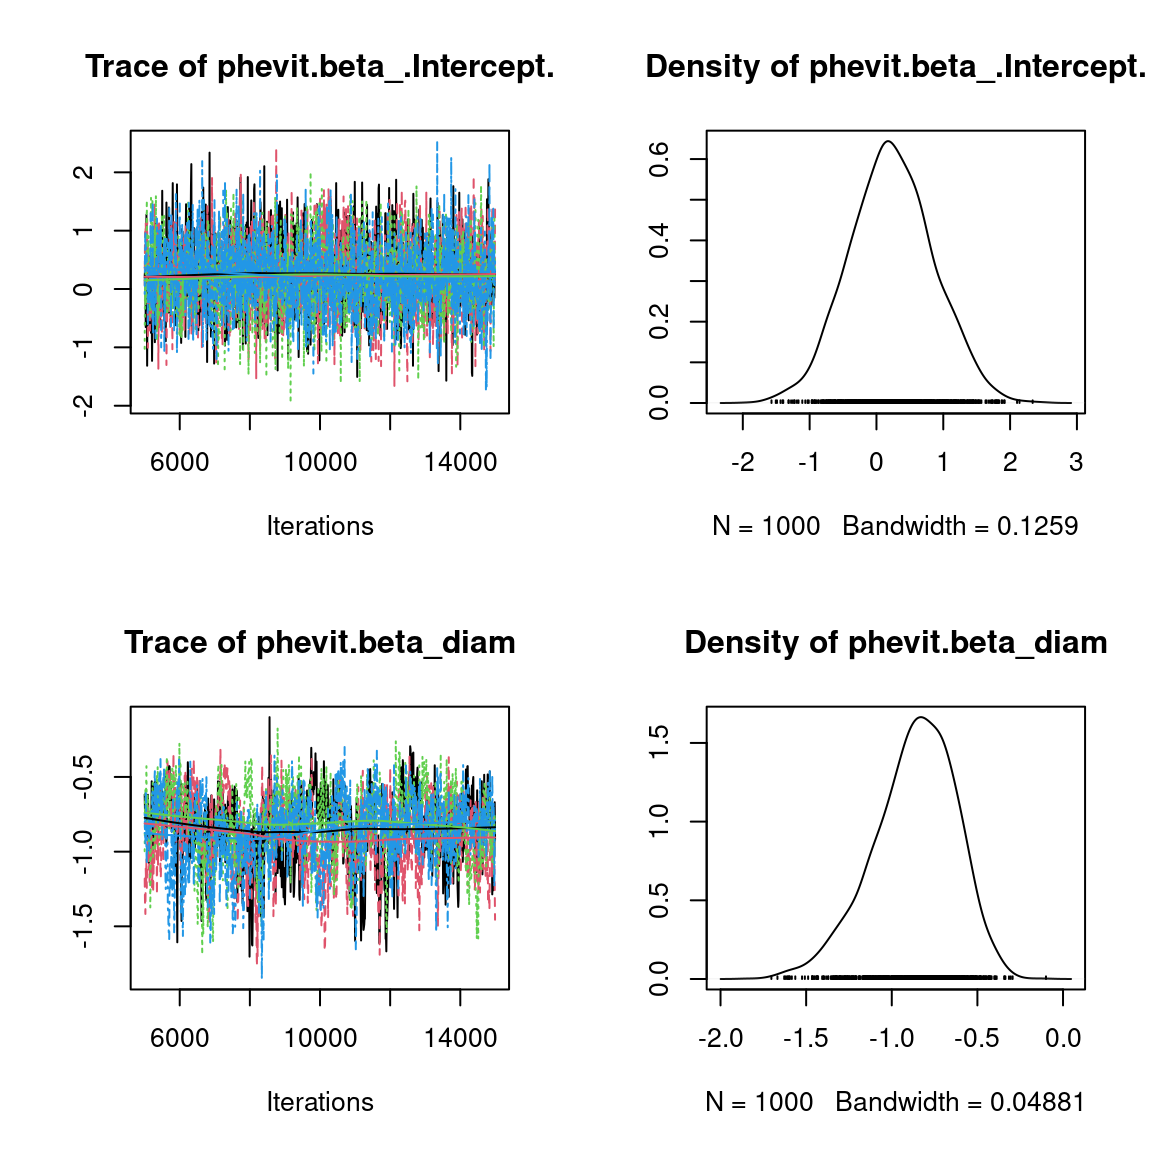 Trace of phevit.beta_.Intercept.
2
1
0
-1
-2
6000 10000 14000
Iterations
Density of phevit.beta_.Intercept.
0.6
0.4
0.2
0.0
-2 -1 0 1 2 3
N = 1000 Bandwidth = 0.1259
Trace of phevit.beta_diam
-0.5
-1.0
-1.5
6000 10000 14000
Iterations
Density of phevit.beta_diam
1.5
1.0
0.5
0.0
-2.0 -1.5 -1.0 -0.5 0.0
N = 1000 Bandwidth = 0.04881